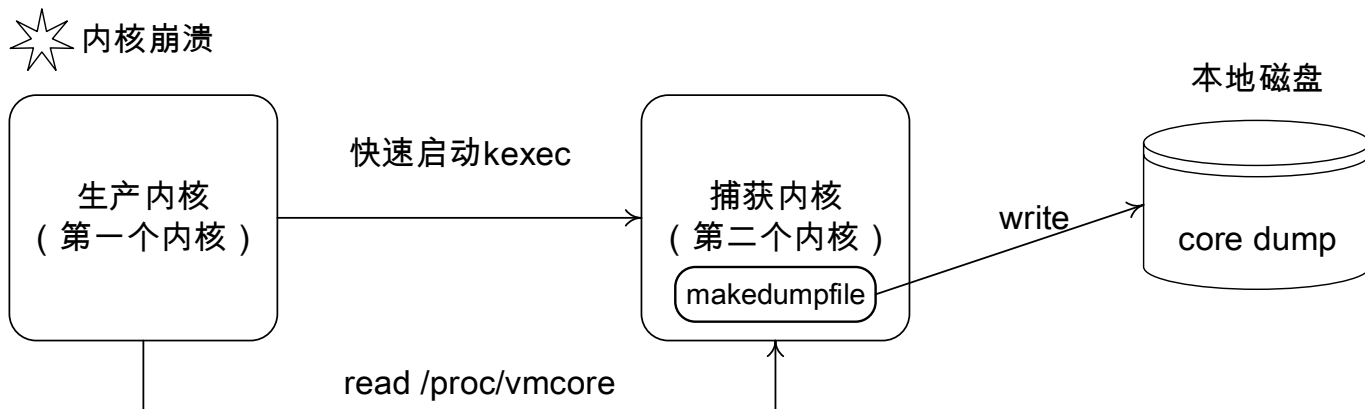 内核崩溃
本地磁盘
快速启动kexec
生产内核
（第一个内核）
捕获内核
（第二个内核）
write
core dump
makedumpfile
read /proc/vmcore